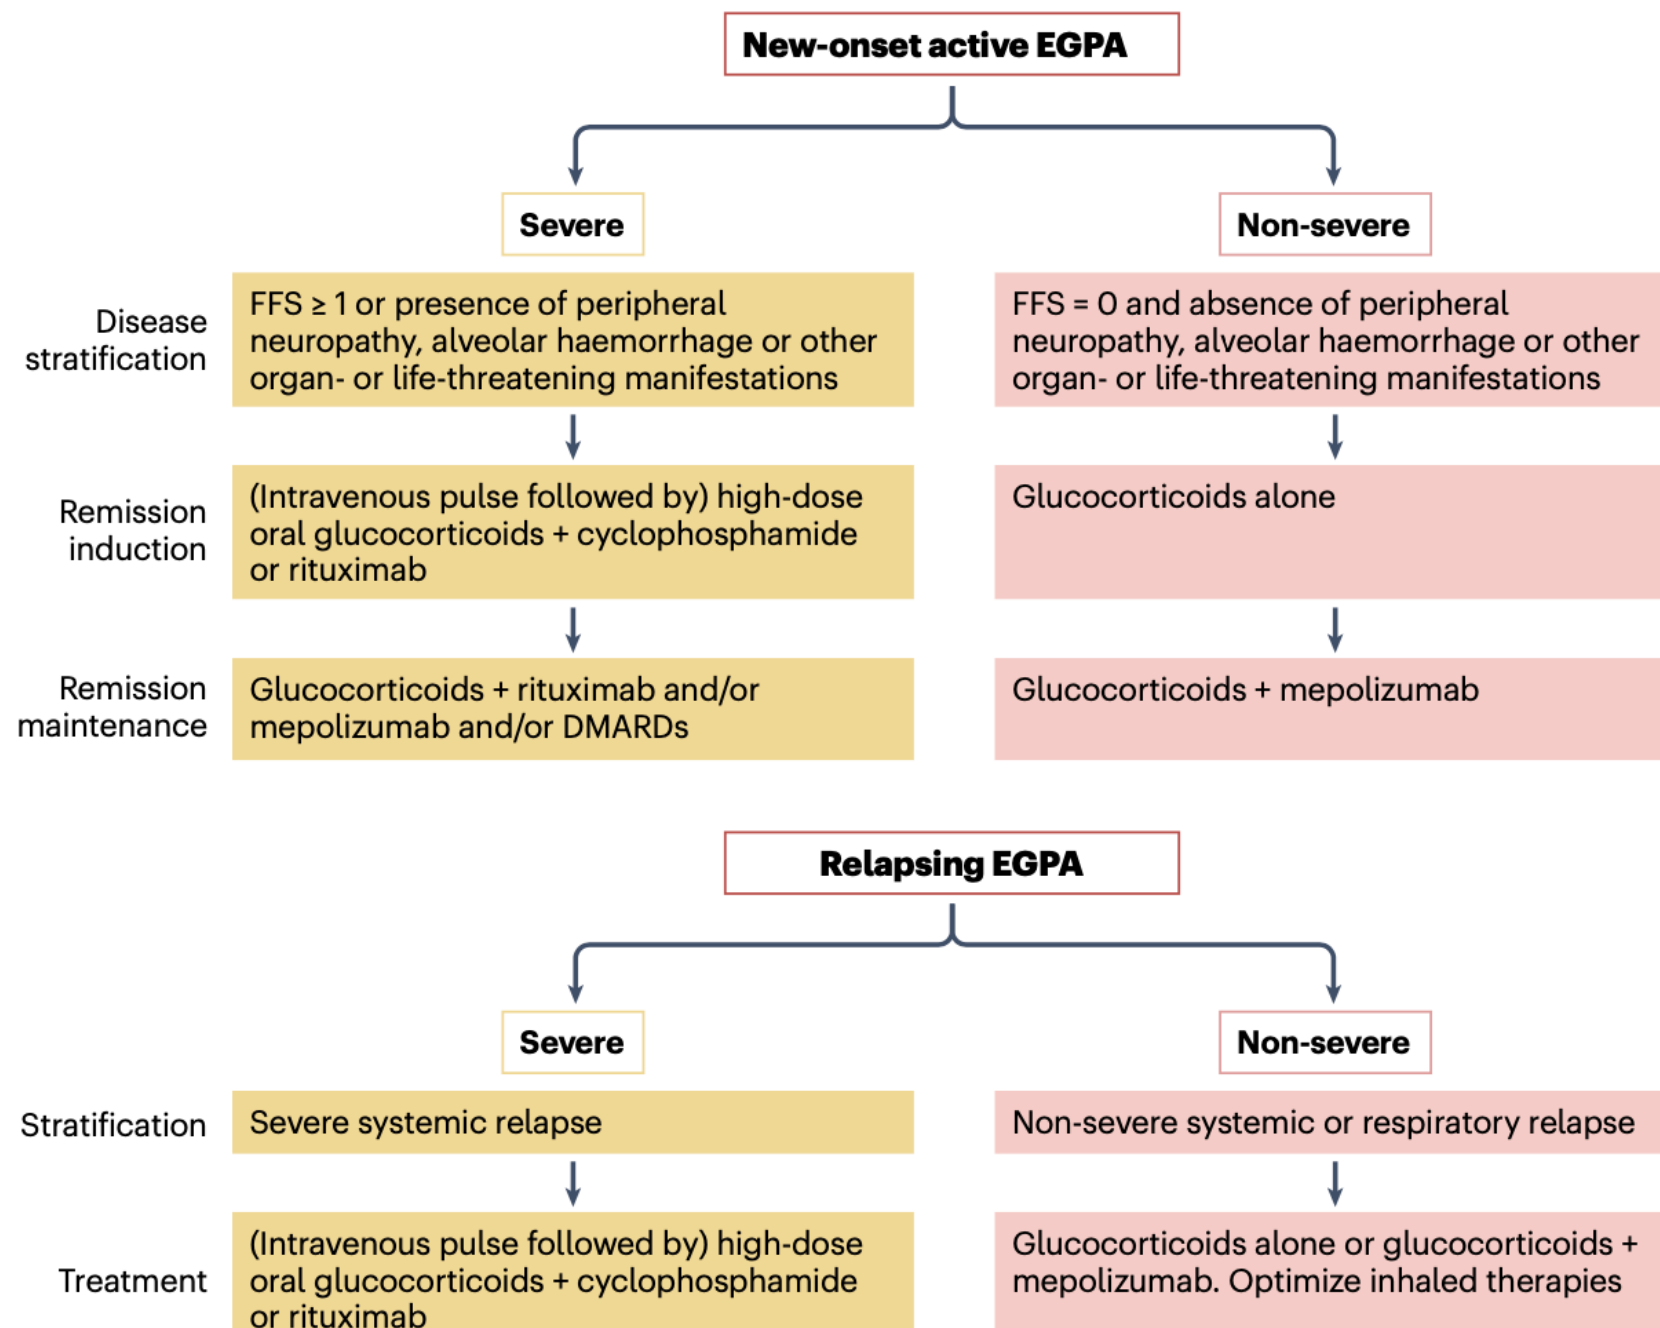 New-onset active EGPA
Severe
Non-severe
Disease
stratification
FFS ≥ 1 or presence of peripheral
neuropathy, alveolar haemorrhage or other
organ- or life-threatening manifestations
FFS = 0 and absence of peripheral
neuropathy, alveolar haemorrhage or other
organ- or life-threatening manifestations
Remission
induction
(Intravenous pulse followed by) high-dose
oral glucocorticoids + cyclophosphamide
or rituximab
Glucocorticoids alone
Remission
maintenance
Glucocorticoids + rituximab and/or
mepolizumab and/or DMARDs
Glucocorticoids + mepolizumab
Relapsing EGPA
Severe
Non-severe
Stratification
Severe systemic relapse
Non-severe systemic or respiratory relapse
Treatment
(Intravenous pulse followed by) high-dose
oral glucocorticoids + cyclophosphamide
or rituximab
Glucocorticoids alone or glucocorticoids +
mepolizumab. Optimize inhaled therapies